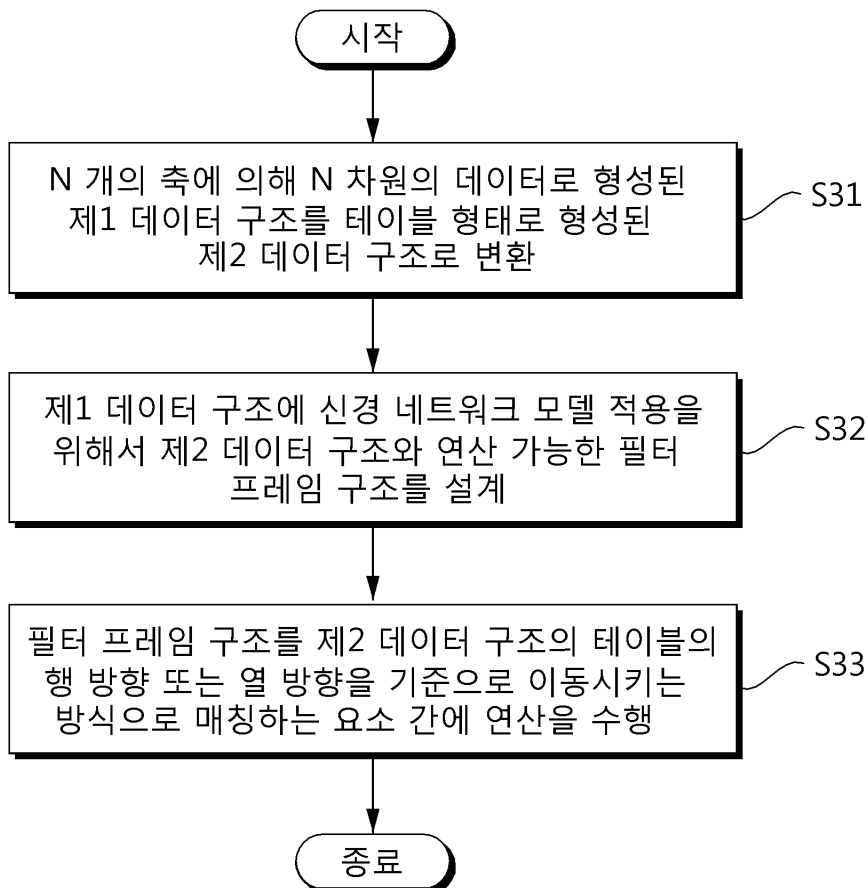 시작
N 개의 축에 의해 N 차원의 데이터로 형성된
제1 데이터 구조를 테이블 형태로 형성된
제2 데이터 구조로 변환
S31
제1 데이터 구조에 신경 네트워크 모델 적용을
위해서 제2 데이터 구조와 연산 가능한 필터
프레임 구조를 설계
S32
필터 프레임 구조를 제2 데이터 구조의 테이블의
행 방향 또는 열 방향을 기준으로 이동시키는
방식으로 매칭하는 요소 간에 연산을 수행
S33
종료